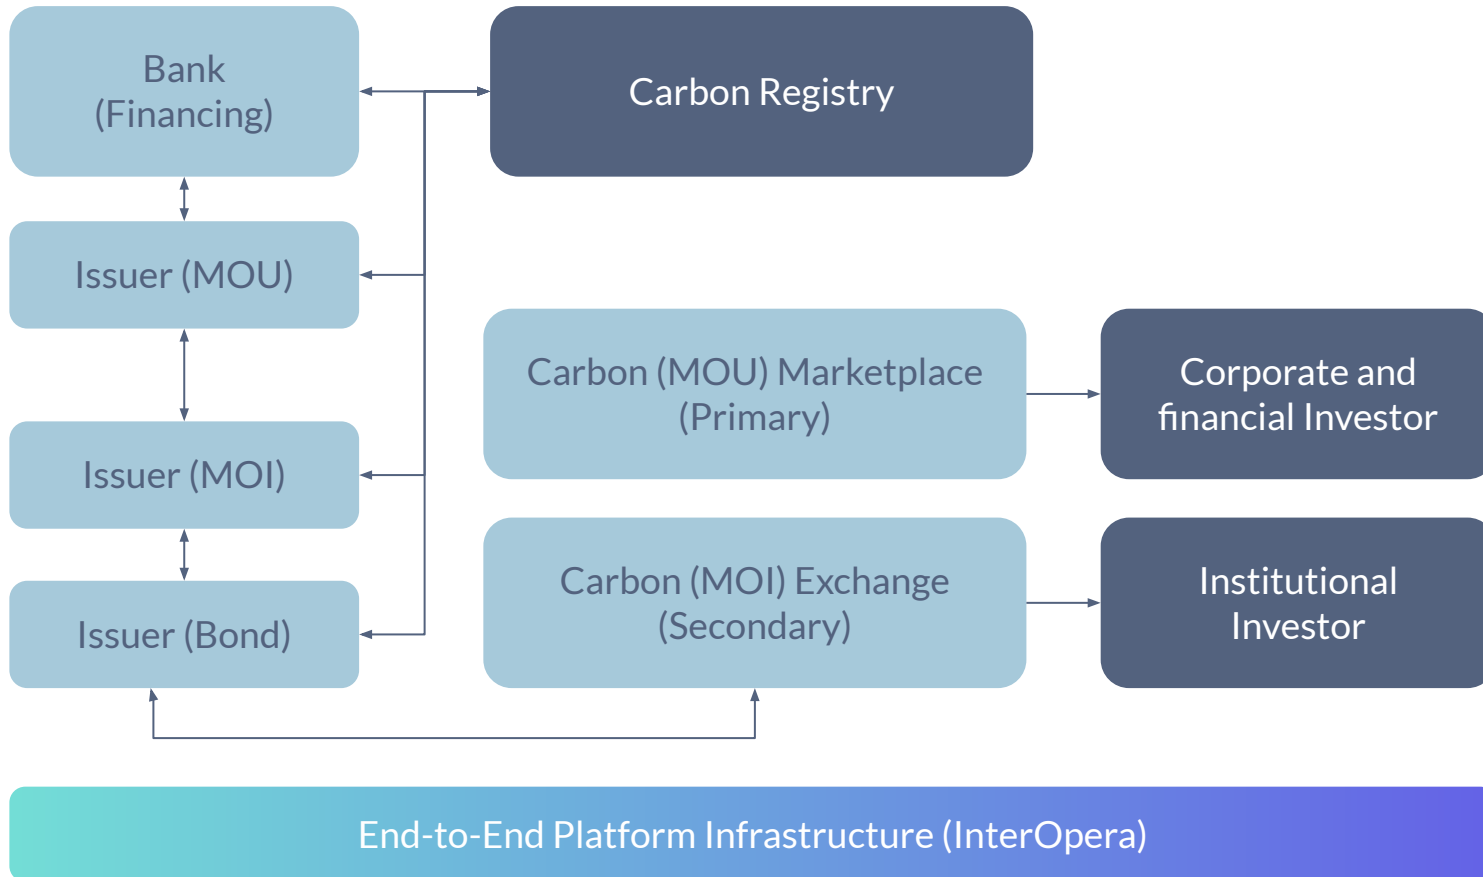 Bank
(Financing)
Carbon Registry
Issuer (MOU)
Carbon (MOU) Marketplace
(Primary)
Corporate and
financial Investor
Issuer (MOI)
Carbon (MOI) Exchange
(Secondary)
Institutional
Investor
Issuer (Bond)
End-to-End Platform Infrastructure (InterOpera)